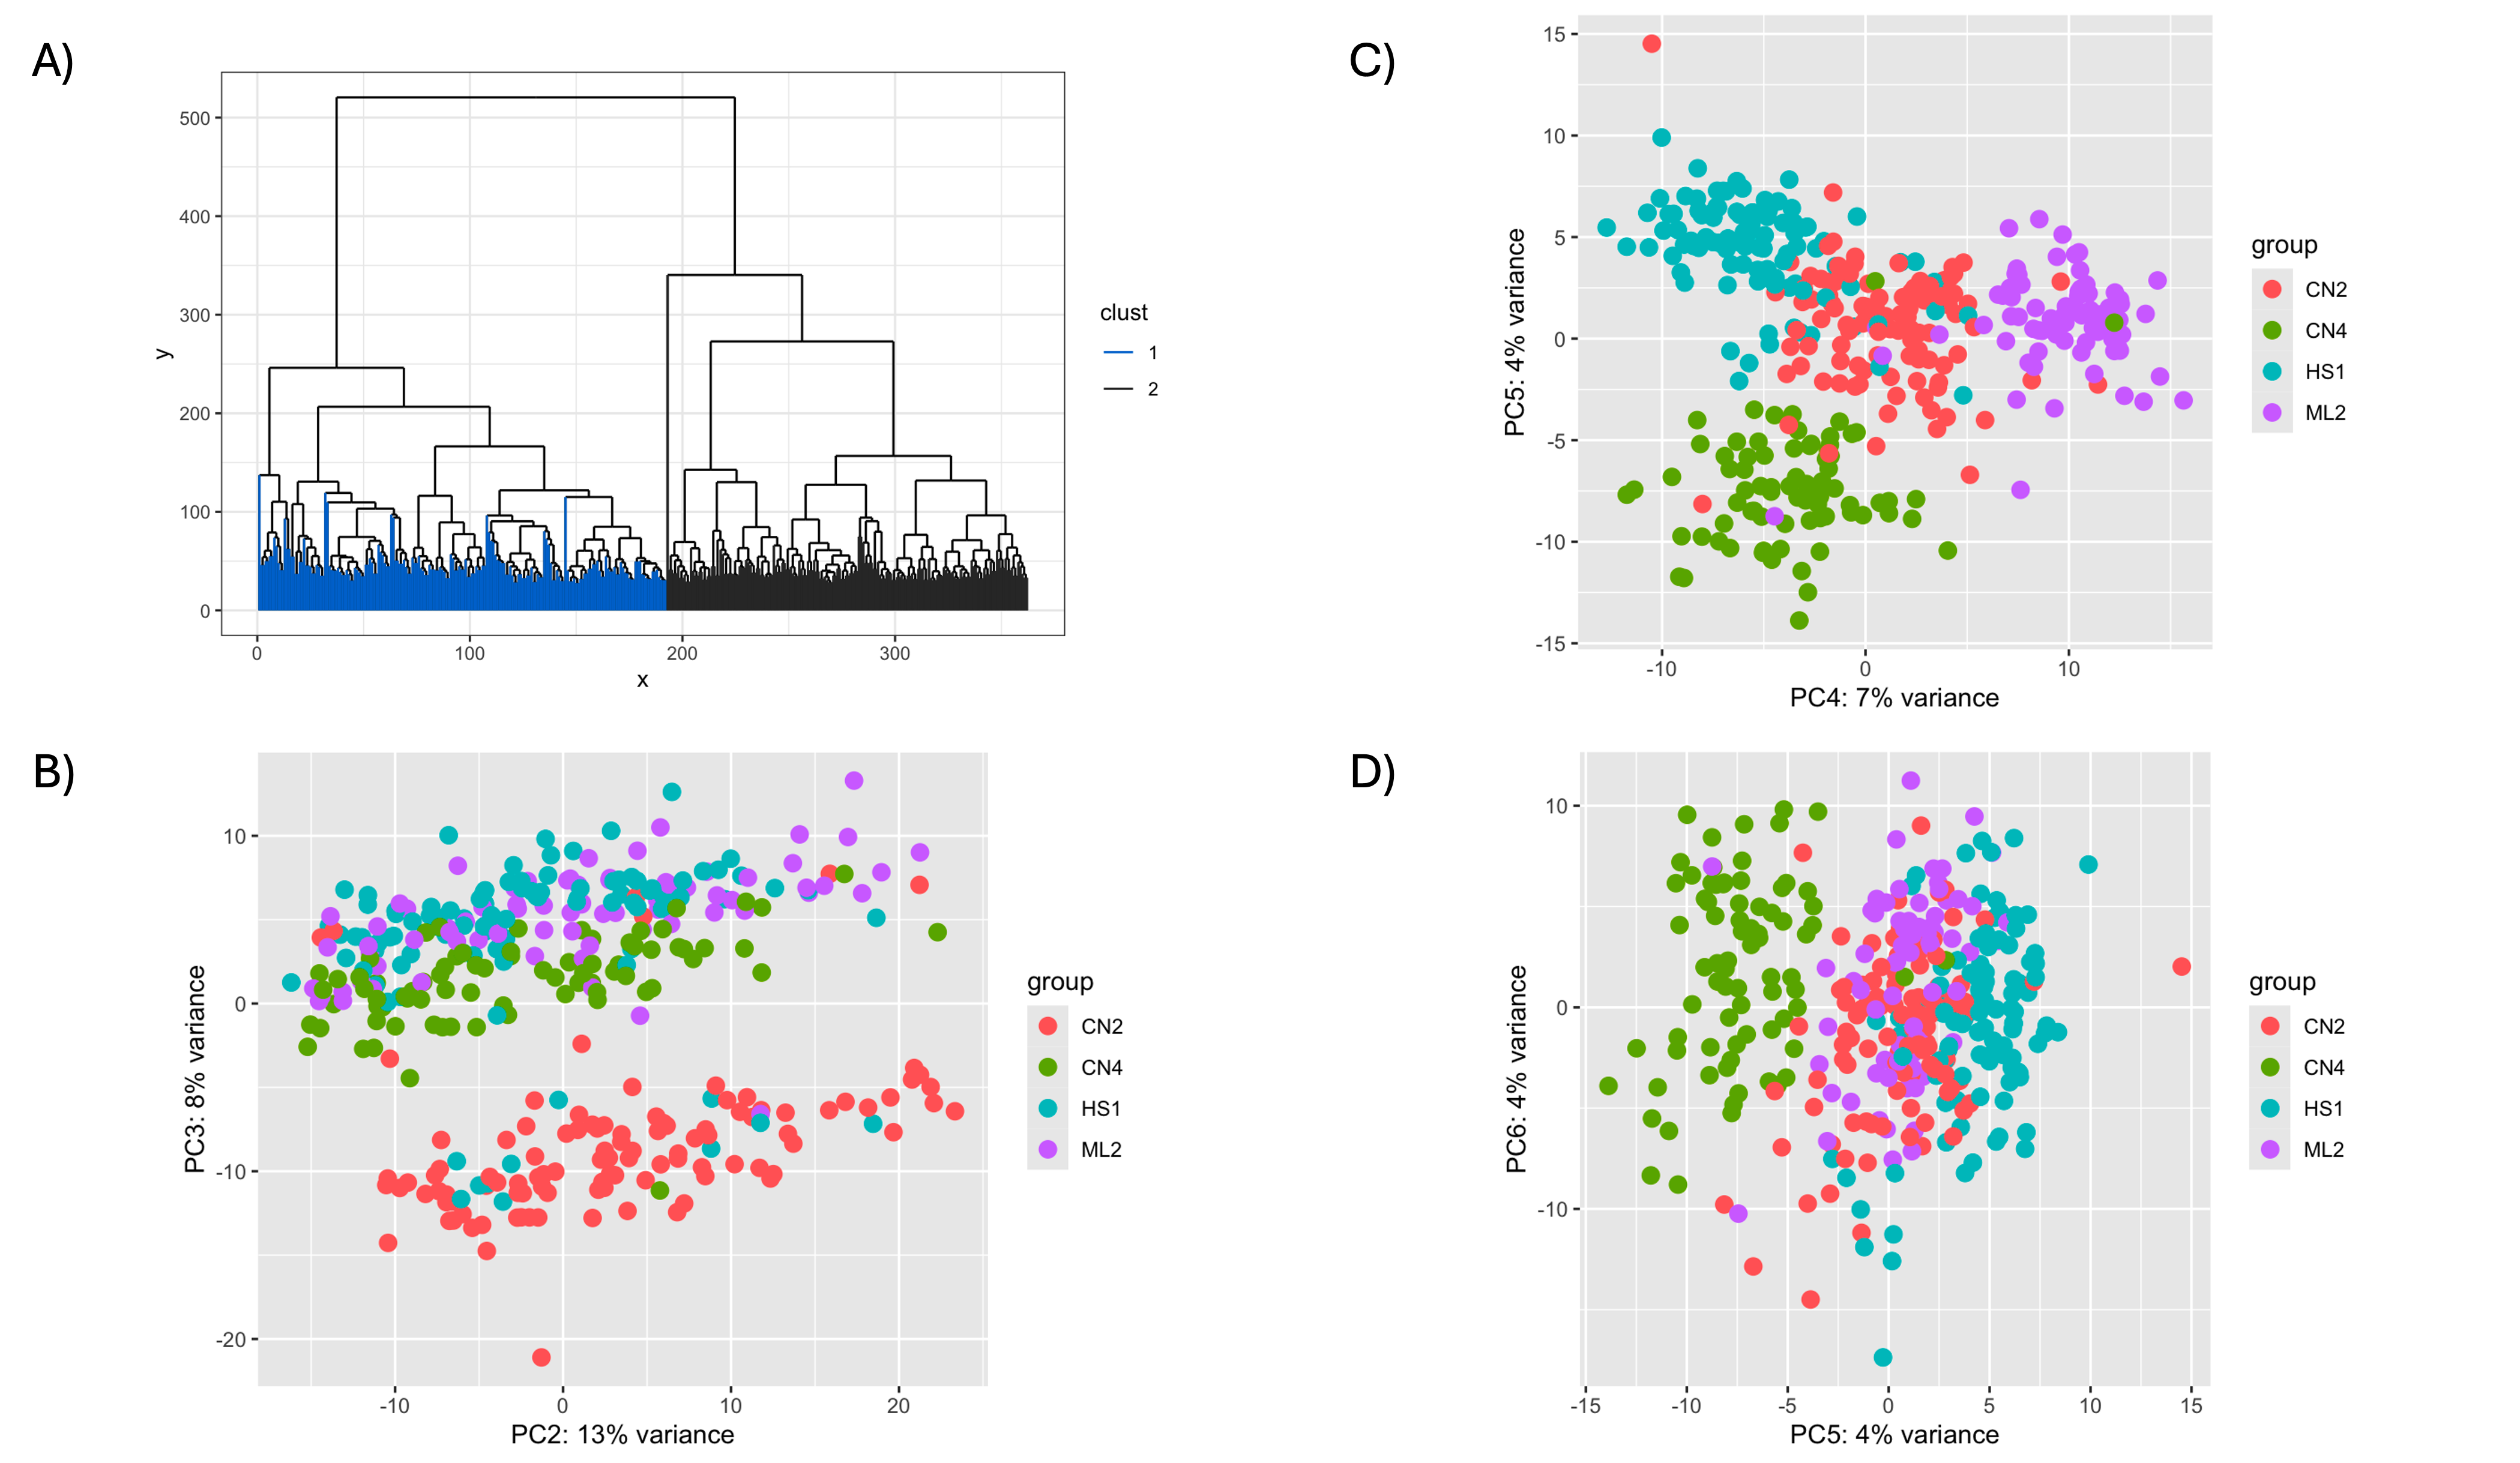 A)
500
400
300
200
100
0
y
0 100 200 300
x
clust
1
2
B)
10
0
-10
-20
PC3: 8% variance
-10 0 10 20
PC2: 13% variance
group
CN2
CN4
HS1
ML2
C)
15
10
5
0
-5
-10
-15
PC5: 4% variance
-10 0 10
PC4: 7% variance
group
CN2
CN4
HS1
ML2
D)
10
0
-10
PC6: 4% variance
-15 -10 -5 0 5 10 15
PC5: 4% variance
group
CN2
CN4
HS1
ML2